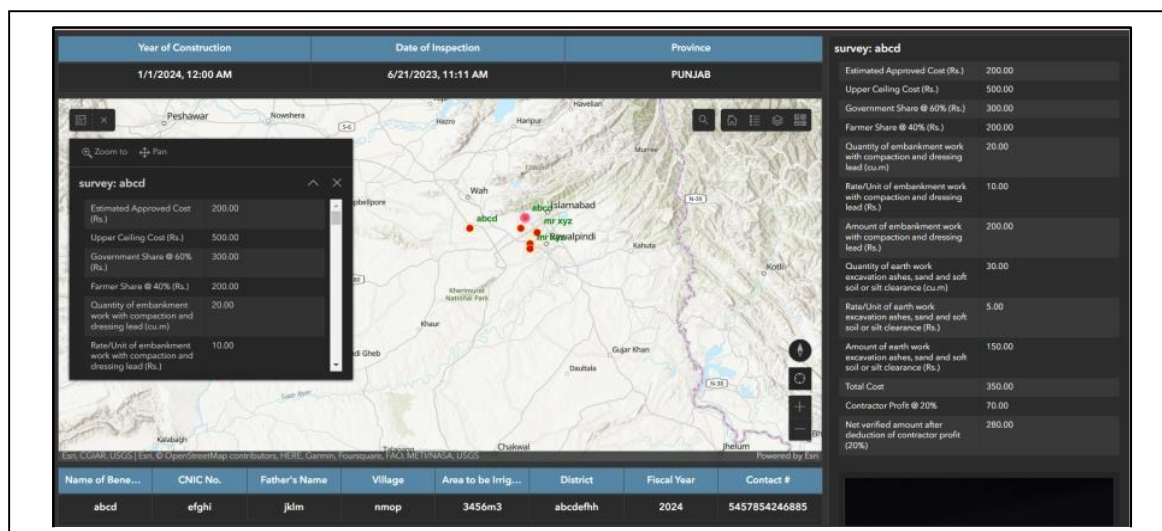 Year of Construction Date of Inspection Province
1/1/2024, 12:00 AM 6/21/2023, 11:11 AM PUNJAB
Peshawar
Nowshera
Hazro
Haripur
Havelian
Murree
Zoom to Pan
survey: abcd
Estimated Approved Cost 200.00
(Rs.)
Upper Ceiling Cost (Rs.) 500.00
Government Share @ 60% 300.00
(Rs.)
Farmer Share @ 40% (Rs.) 200.00
Quantity of embankment 20.00
work with compaction and
dressing lead (cu.m)
Rate/Unit of embankment 10.00
work with compaction and
dressing lead (Rs.)
Wah
abcd
Islamabad
abcd
mr xyz
Rawalpindi
Kahuta
Kotli
N-38
Kherimurat
National Park
Khaur
Gujar Khan
Daultala
N-38
Soan River
Kalabagh
Chakwal
Jhelum
Esri, CGIAR, USGS | Esri, © OpenStreetMap contributors, HERE, Garmin, Foursquare, FAO, METI/NASA, USGS Powered by Esri
Name of Bene... CNIC No. Father's Name Village Area to be Irrig... District Fiscal Year Contact #
abcd efghi jklm nmop 3456m3 abcdefhh 2024 5457854246885
survey: abcd
Estimated Approved Cost (Rs.) 200.00
Upper Ceiling Cost (Rs.) 500.00
Government Share @ 60% (Rs.) 300.00
Farmer Share @ 40% (Rs.) 200.00
Quantity of embankment work 20.00
with compaction and dressing
lead (cu.m)
Rate/Unit of embankment work 10.00
with compaction and dressing
lead (Rs.)
Amount of embankment work 200.00
with compaction and dressing
lead (Rs.)
Quantity of earth work 30.00
excavation ashes, sand and soft
soil or silt clearance (cu.m)
Rate/Unit of earth work 5.00
excavation ashes, sand and soft
soil or silt clearance (Rs.)
Amount of earth work 150.00
excavation ashes, sand and soft
soil or silt clearance (Rs.)
Total Cost 350.00
Contractor Profit @ 20% 70.00
Net verified amount after 280.00
deduction of contractor profit
(20%)